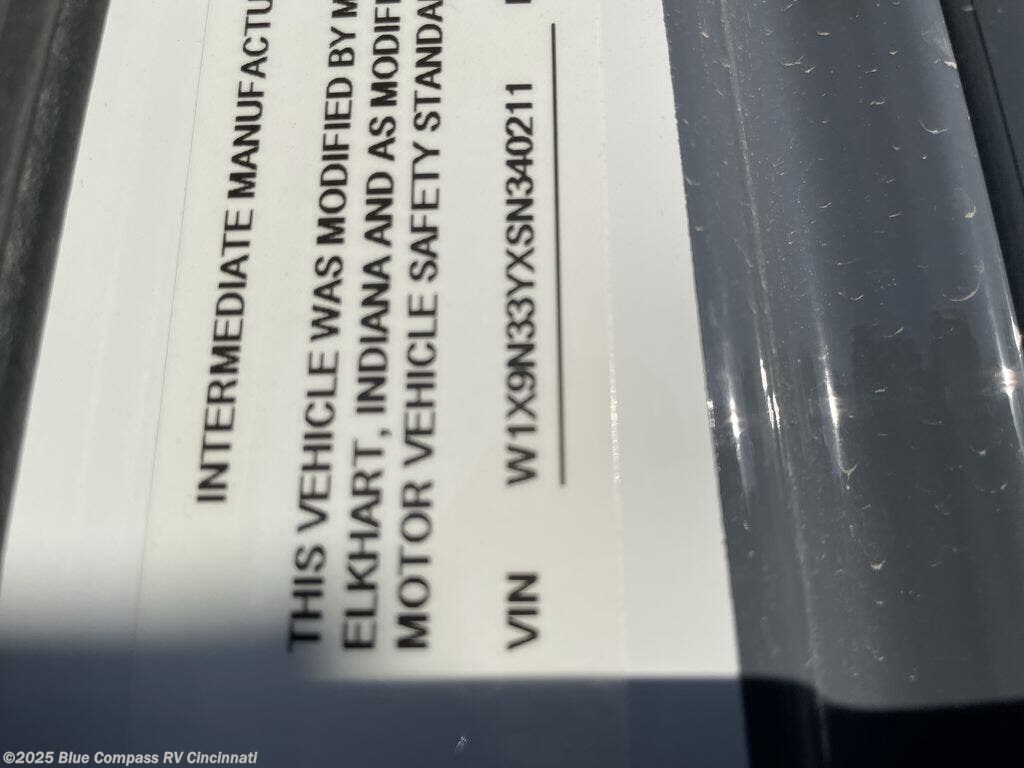 INTERMEDIATE MANUFACTU
THIS VEHICLE WAS MODIFIED BY M
ELKHART, INDIANA AND AS MODIFI
MOTOR VEHICLE SAFETY STANDA
VIN W1X9N33YXSN340211
©2025 Blue Compass RV Cincinnati